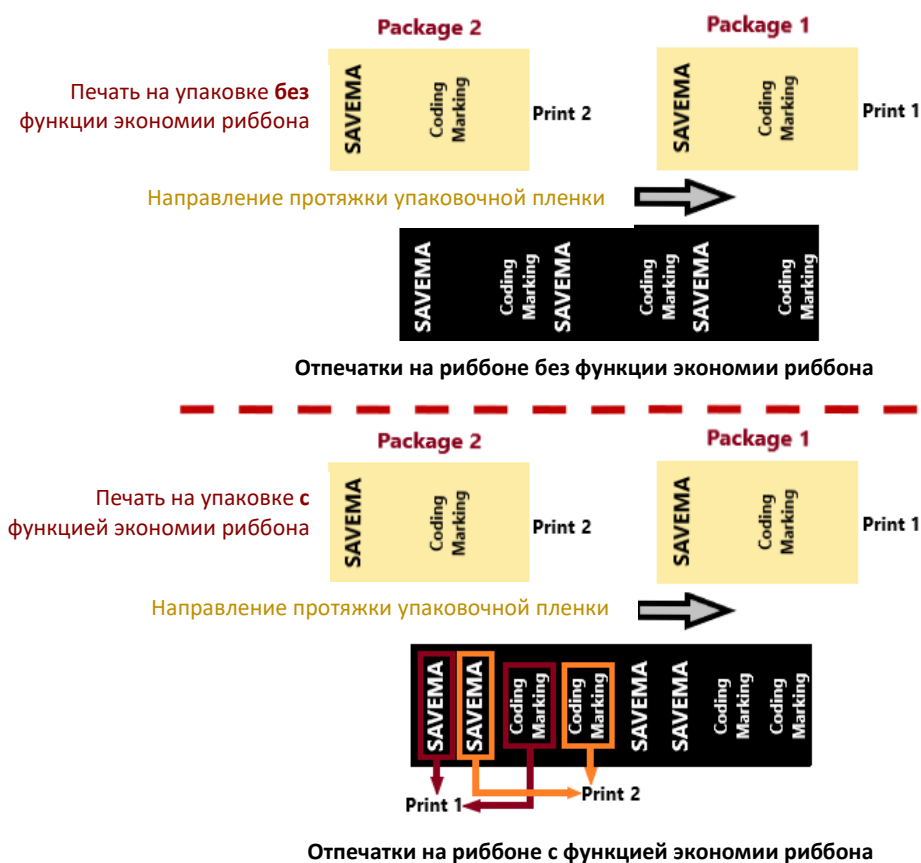 Package 2
Package 1
Печать на упаковке без
функции экономии риббона
SAVEMA
Coding
Marking
Print 2
SAVEMA
Coding
Marking
Print 1
Направление протяжки упаковочной пленки
SAVEMA
Coding
Marking
SAVEMA
Coding
Marking
SAVEMA
Coding
Marking
Отпечатки на риббоне без функции экономии риббона
Package 2
Package 1
Печать на упаковке с
функцией экономии риббона
SAVEMA
Coding
Marking
Print 2
SAVEMA
Coding
Marking
Print 1
Направление протяжки упаковочной пленки
SAVEMA
SAVEMA
Coding
Marking
Coding
Marking
SAVEMA
SAVEMA
Coding
Marking
Coding
Marking
Print 1
Print 2
Отпечатки на риббоне с функцией экономии риббона